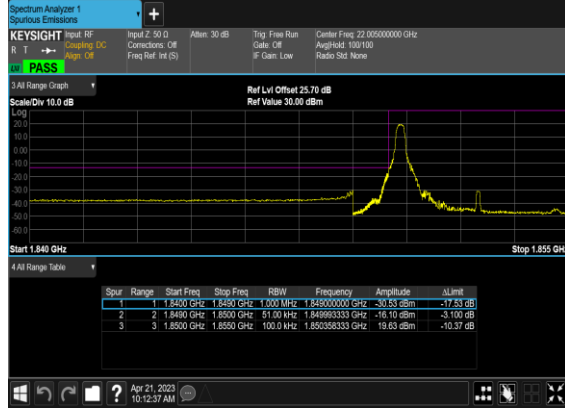 Spectrum Analyzer 1
Spurious Emissions
KEYSIGHT Input: RF Input Z: 50 Ω Atten: 30 dB Trig: Free Run Center Freq: 22.005000000 GHz
R T Coupling: DC Corrections: Off Gate: Off Avg|Hold: 100/100
Align: Off Freq Ref: Int (S) IF Gain: Low Radio Std: None
PASS
3 All Range Graph
Ref Lvl Offset 25.70 dB
Scale/Div 10.0 dB Ref Value 30.00 dBm
Log
20.0
10.0
0.00
-10.0
-20.0
-30.0
-40.0
-50.0
-60.0
Start 1.840 GHz Stop 1.855 GH
4 All Range Table
Spur Range Start Freq Stop Freq RBW Frequency Amplitude ΔLimit
1 1 1.8400 GHz 1.8490 GHz 1.000 MHz 1.849000000 GHz -30.53 dBm -17.53 dB
2 2 1.8490 GHz 1.8500 GHz 51.00 kHz 1.849993333 GHz -16.10 dBm -3.100 dB
3 3 1.8500 GHz 1.8550 GHz 100.0 kHz 1.850358333 GHz 19.63 dBm -10.37 dB
Apr 21, 2023
10:12:37 AM